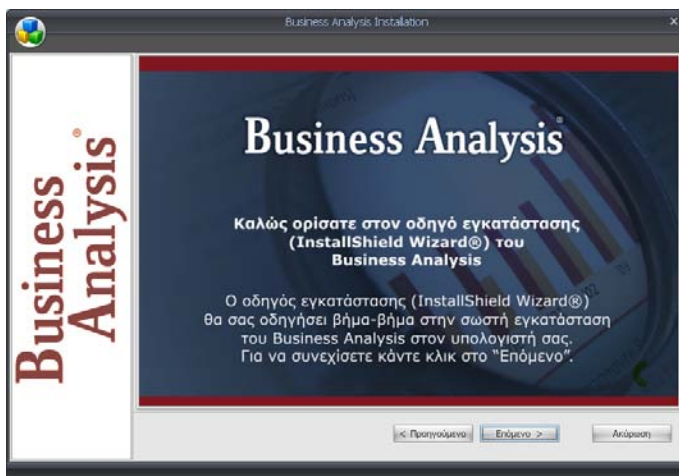 Business Analysis Installation
Business
Analysis®
Business Analysis®
Καλώς ορίσατε στον οδηγό εγκατάστασης
(InstallShield Wizard®) του
Business Analysis
Ο οδηγός εγκατάστασης (InstallShield Wizard®)
θα σας οδηγήσει βήμα-βήμα στην σωστή εγκατάσταση
του Business Analysis στον υπολογιστή σας.
Για να συνεχίσετε κάντε κλικ στο “Επόμενο”.
< Προηγούμενο
Επόμενο >
Ακύρωση